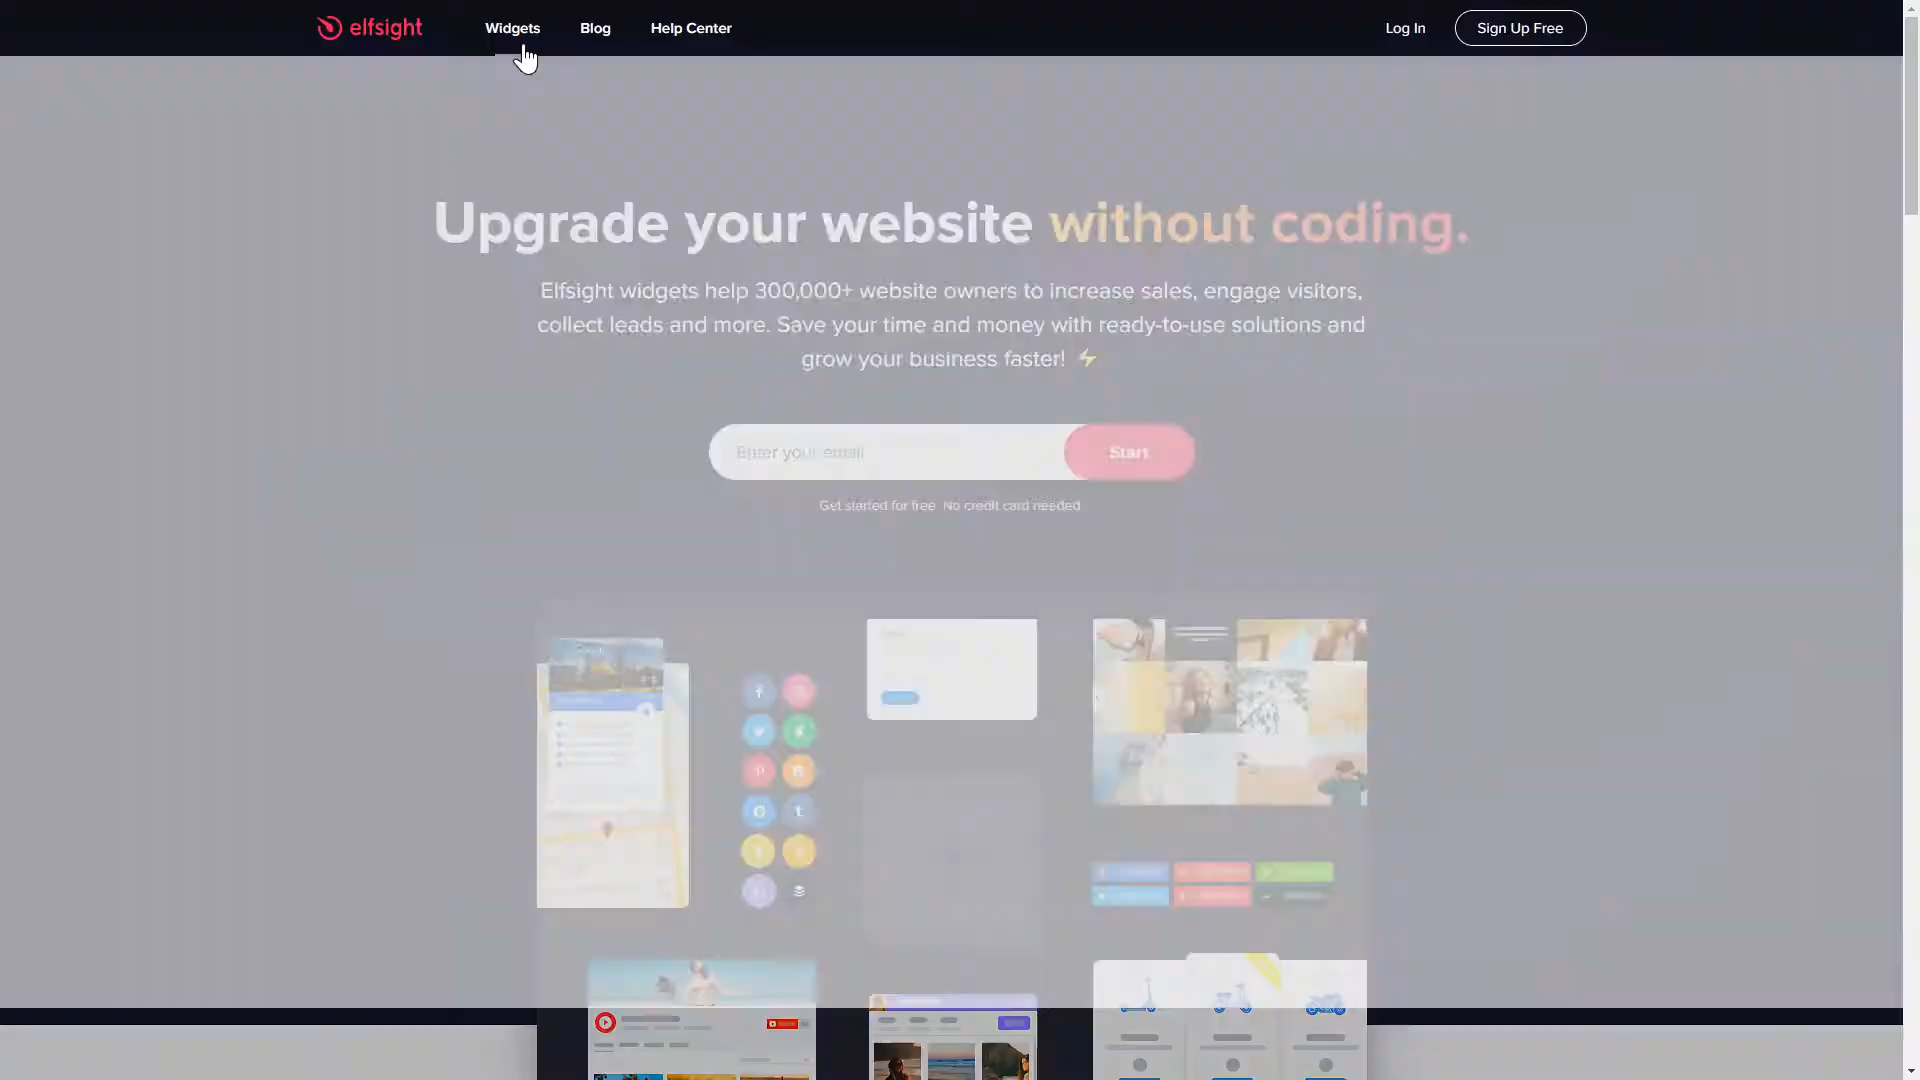 elfsight
Widgets
Blog
Help Center
Log In
Sign Up Free
Upgrade your website without coding.
Elfsight widgets help 300,000+ website owners to increase sales, engage visitors,
collect leads and more. Save your time and money with ready-to-use solutions and
grow your business faster! ⚡
Enter your email
Start
Get started for free. No credit card needed